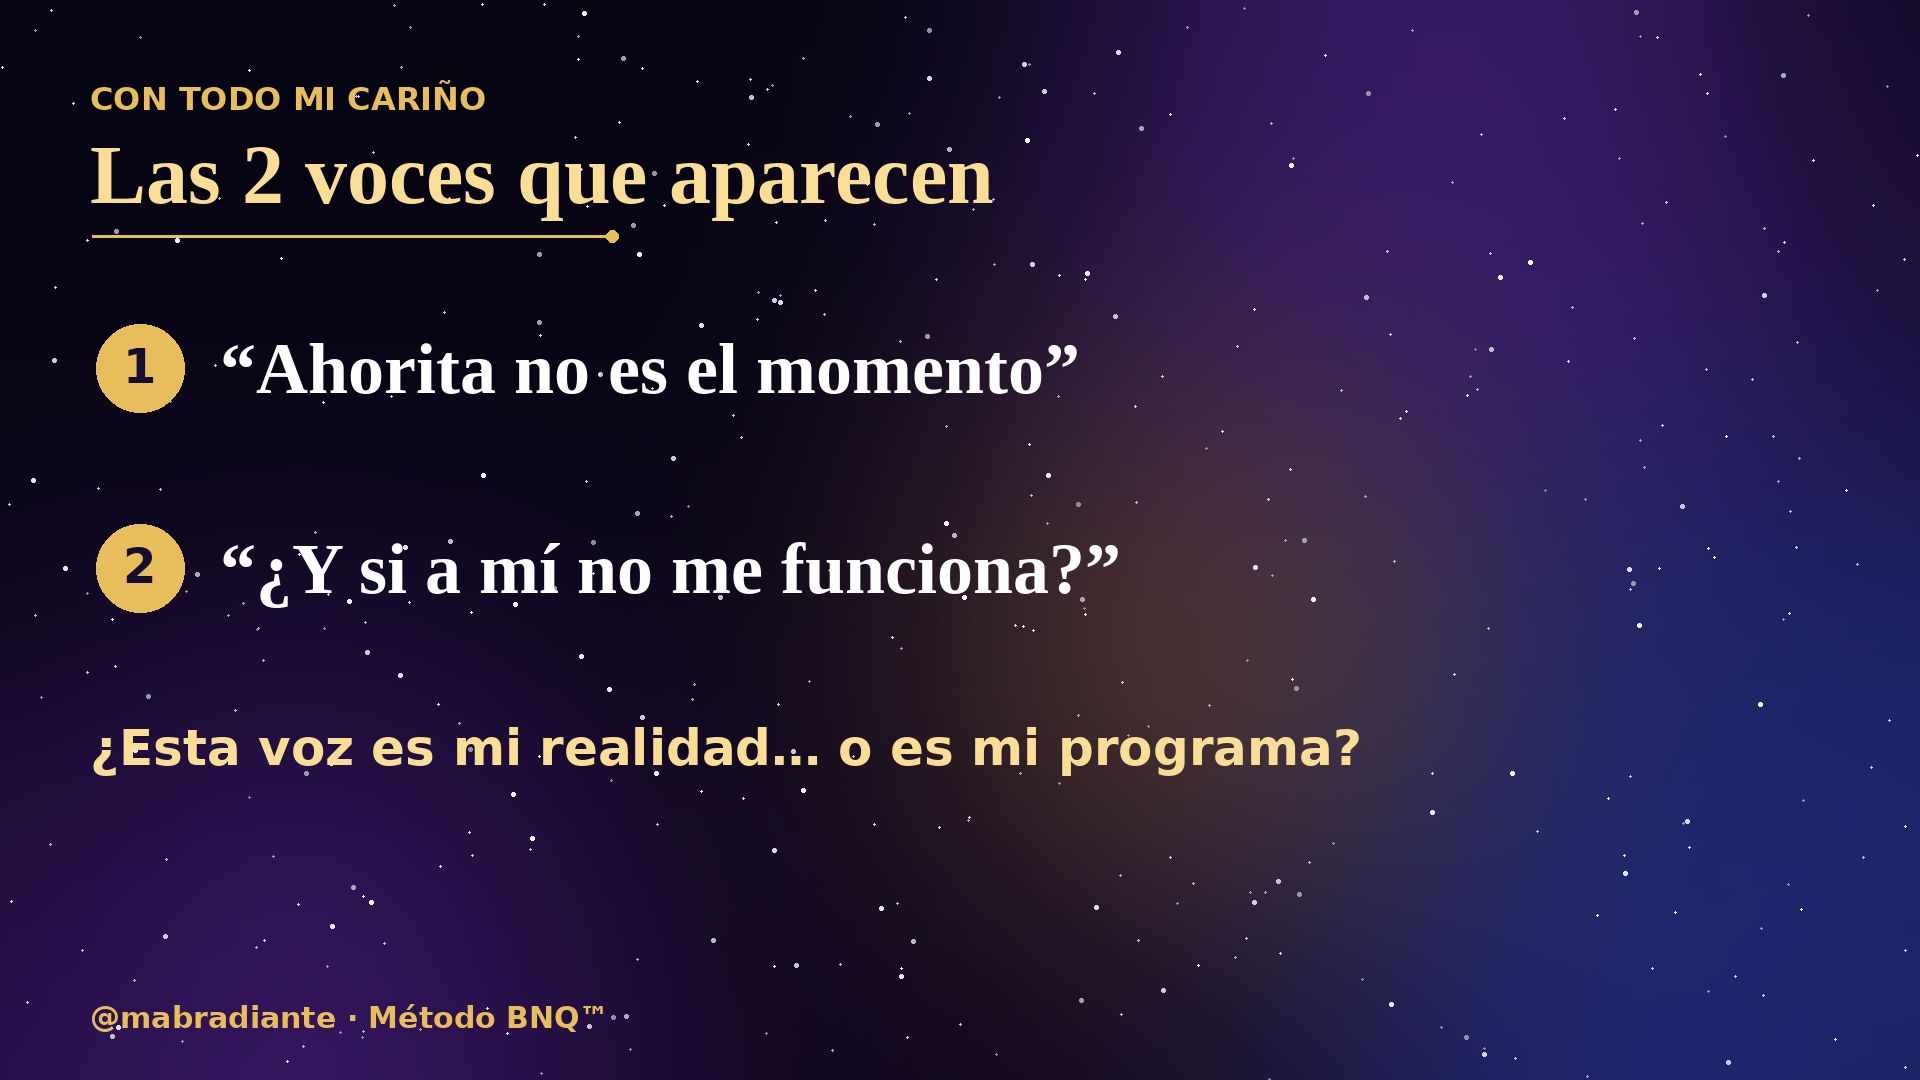 CON TODO MI CARIÑO
Las 2 voces que aparecen
1 “Ahorita no es el momento”
2 “¿Y si a mí no me funciona?”
¿Esta voz es mi realidad… o es mi programa?
@mabradiante · Método BNQ™